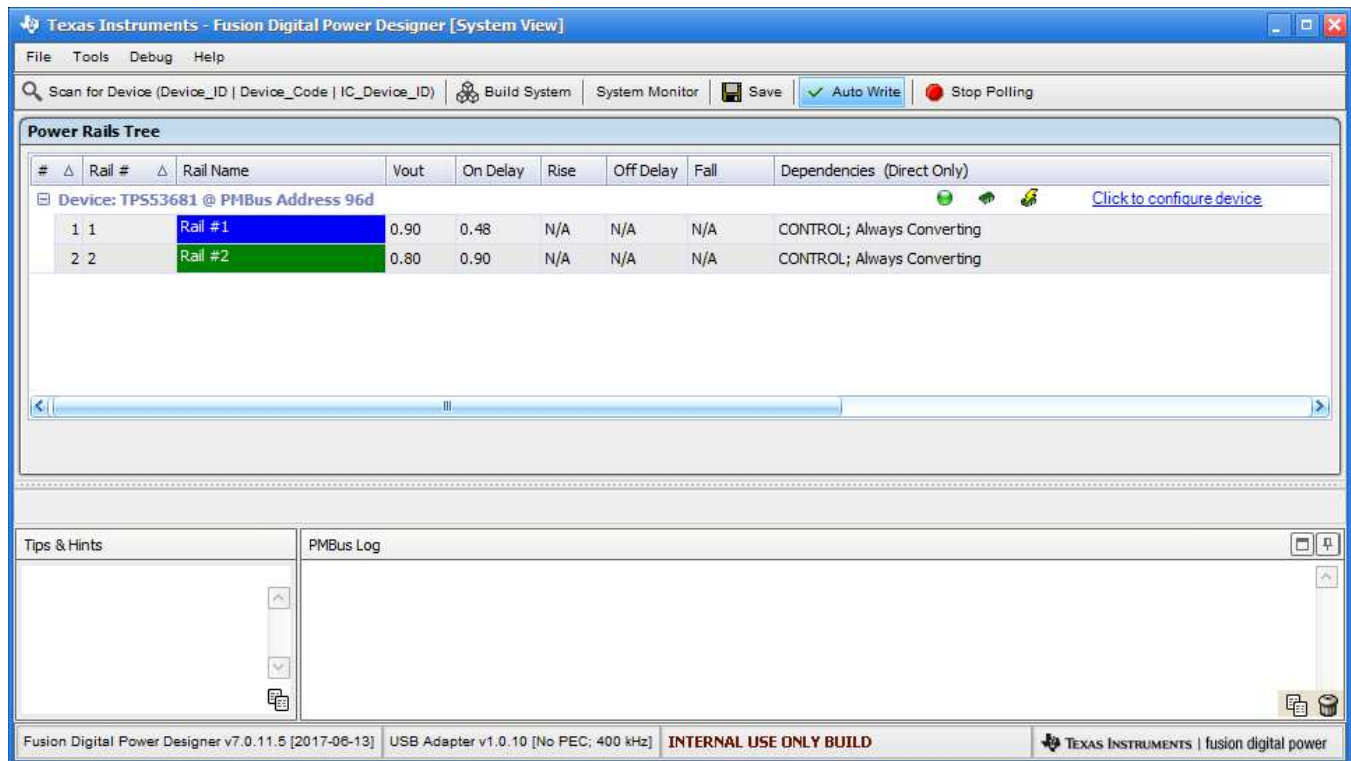 Texas Instruments - Fusion Digital Power Designer [System View]
File Tools Debug Help
Scan for Device (Device_ID | Device_Code | IC_Device_ID) Build System System Monitor Save Auto Write Stop Polling
Power Rails Tree
# Rail # Rail Name Vout On Delay Rise Off Delay Fall Dependencies (Direct Only)
Device: TPS53681 @ PMBus Address 96d Click to configure device
1 1 Rail #1 0.90 0.48 N/A N/A N/A CONTROL; Always Converting
2 2 Rail #2 0.80 0.90 N/A N/A N/A CONTROL; Always Converting
Tips & Hints PMBus Log
Fusion Digital Power Designer v7.0.11.5 [2017-06-13] USB Adapter v1.0.10 [No PEC; 400 kHz] INTERNAL USE ONLY BUILD TEXAS INSTRUMENTS | fusion digital power